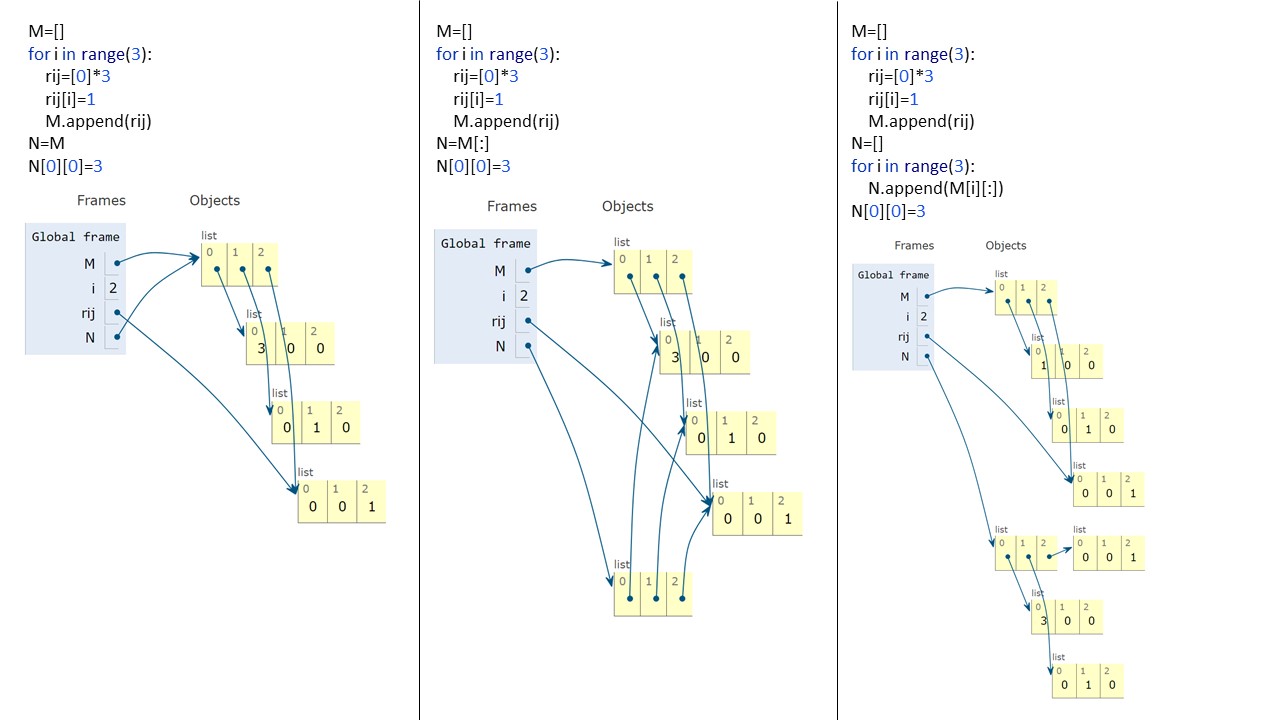 M=[]
for i in range(3):
rij=[0]*3
rij[i]=1
M.append(rij)
N=M
N[0][0]=3
Frames Objects
Global frame
M
i 2
rij
N
list
0 1 2
list
0 1 2
3 0 0
list
0 1 2
0 1 0
list
0 1 2
0 0 1
M=[]
for i in range(3):
rij=[0]*3
rij[i]=1
M.append(rij)
N=M[:]
N[0][0]=3
Frames Objects
Global frame
M
i 2
rij
N
list
0 1 2
list
0 1 2
3 0 0
list
0 1 2
0 1 0
list
0 1 2
0 0 1
list
0 1 2
M=[]
for i in range(3):
rij=[0]*3
rij[i]=1
M.append(rij)
N=[]
for i in range(3):
N.append(M[i][:])
N[0][0]=3
Frames Objects
Global frame
M
i 2
rij
N
list
0 1 2
list
0 1 2
1 0 0
list
0 1 2
0 1 0
list
0 1 2
0 0 1
list
0 1 2
list
0 1 2
0 0 1
list
0 1 2
3 0 0
list
0 1 2
0 1 0